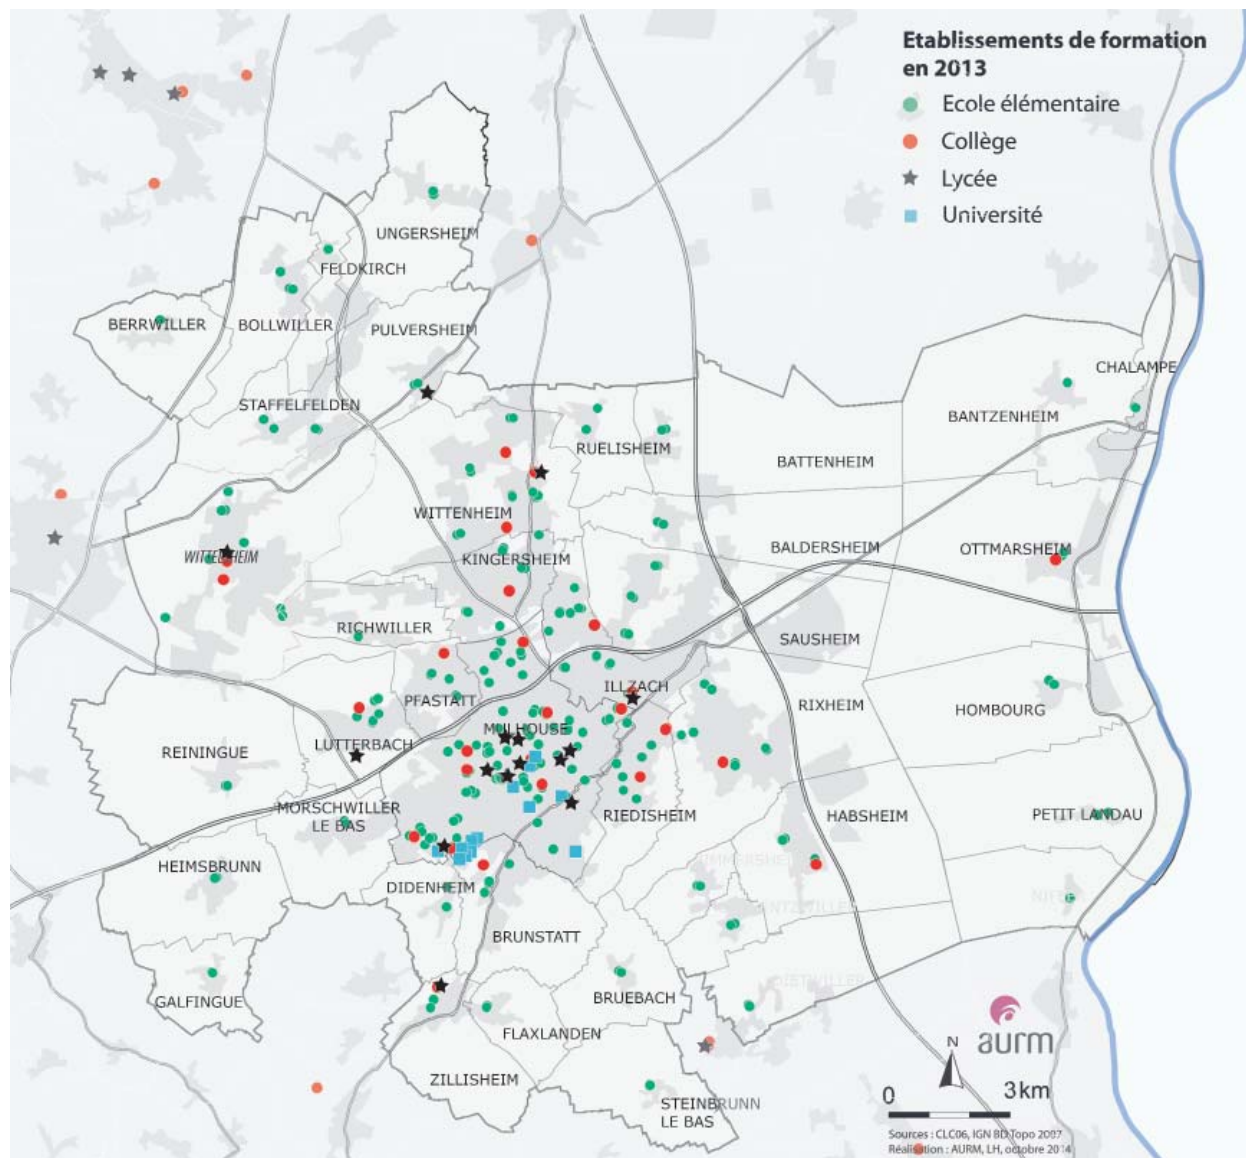 Etablissements de formation
en 2013
Ecole élémentaire
Collège
Lycée
Université
UNGERSHEIM
FELDKIRCH
BERRWILLER
BOLLWILLER
PULVERSHEIM
CHALAMPE
STAFFELFELDEN
BANTZENHEIM
RUELISHEIM
BATTENHEIM
WITTENHEIM
BALDERSHEIM
OTTMARSHEIM
WITTELSHEIM
KINGERSHEIM
RICHWILLER
SAUSHEIM
ILLZACH
PFASTATT
RIXHEIM
HOMBOURG
MULHOUSE
LUTTERBACH
REININGUE
MORSCHWILLER
LE BAS
RIEDISHEIM
HABSHEIM
PETIT LANDAU
HEIMSBRUNN
DIDENHEIM
BRUNSTATT
GALFINGUE
BRUEBACH
FLAXLANDEN
ZILLISHEIM
STEINBRUNN
LE BAS
aurm
N
0 3 km
Sources : CLC06, IGN BD Topo 2007
Réalisation : AURM, LH, octobre 2014